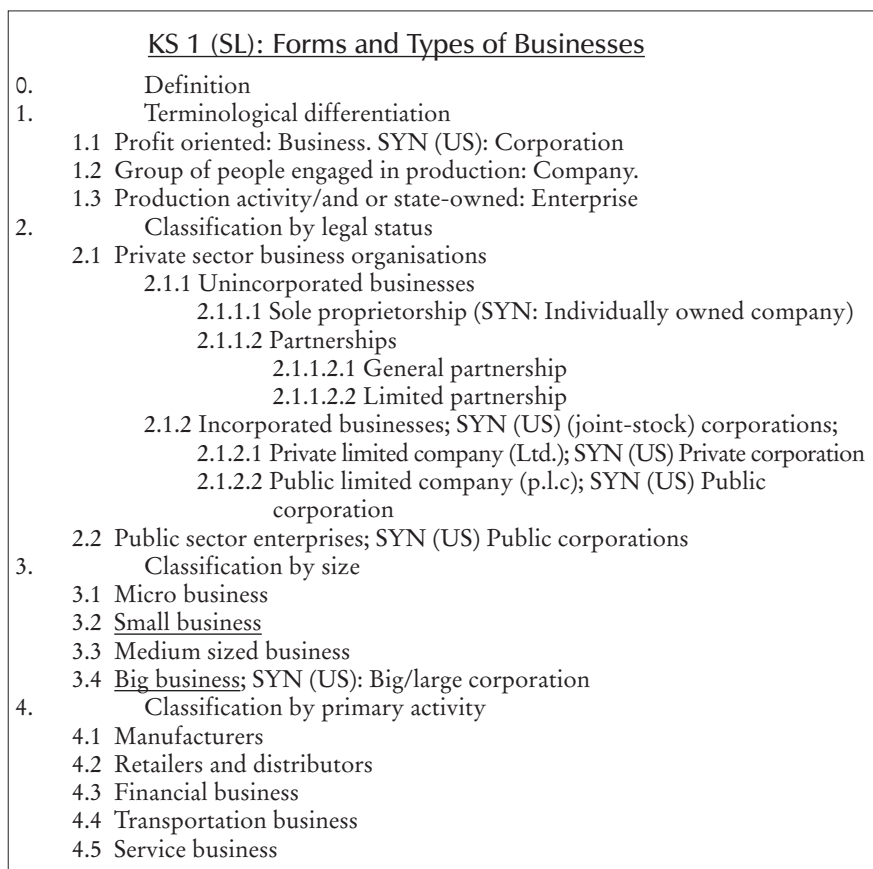 KS 1 (SL): Forms and Types of Businesses
0. Definition
1. Terminological differentiation
1.1 Profit oriented: Business. SYN (US): Corporation
1.2 Group of people engaged in production: Company.
1.3 Production activity/and or state-owned: Enterprise
2. Classification by legal status
2.1 Private sector business organisations
2.1.1 Unincorporated businesses
2.1.1.1 Sole proprietorship (SYN: Individually owned company)
2.1.1.2 Partnerships
2.1.1.2.1 General partnership
2.1.1.2.2 Limited partnership
2.1.2 Incorporated businesses; SYN (US) (joint-stock) corporations;
2.1.2.1 Private limited company (Ltd.); SYN (US) Private corporation
2.1.2.2 Public limited company (p.l.c); SYN (US) Public
corporation
2.2 Public sector enterprises; SYN (US) Public corporations
3. Classification by size
3.1 Micro business
3.2 Small business
3.3 Medium sized business
3.4 Big business; SYN (US): Big/large corporation
4. Classification by primary activity
4.1 Manufacturers
4.2 Retailers and distributors
4.3 Financial business
4.4 Transportation business
4.5 Service business